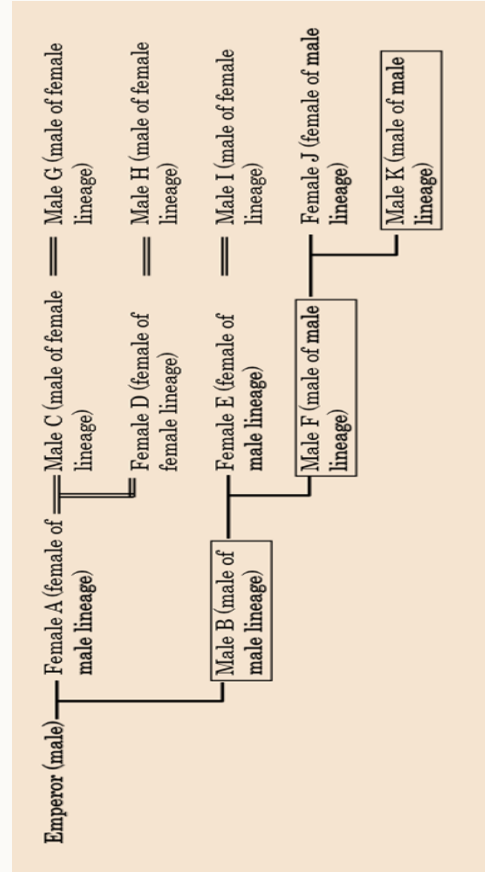 Emperor (male)
Female A (female of
male lineage)
Male C (male of female
lineage)
Male G (male of female
lineage)
Female D (female of
female lineage)
Male H (male of female
lineage)
Male B (male of
male lineage)
Female E (female of
male lineage)
Male I (male of female
lineage)
Male F (male of male
lineage)
Female J (female of male
lineage)
Male K (male of male
lineage)